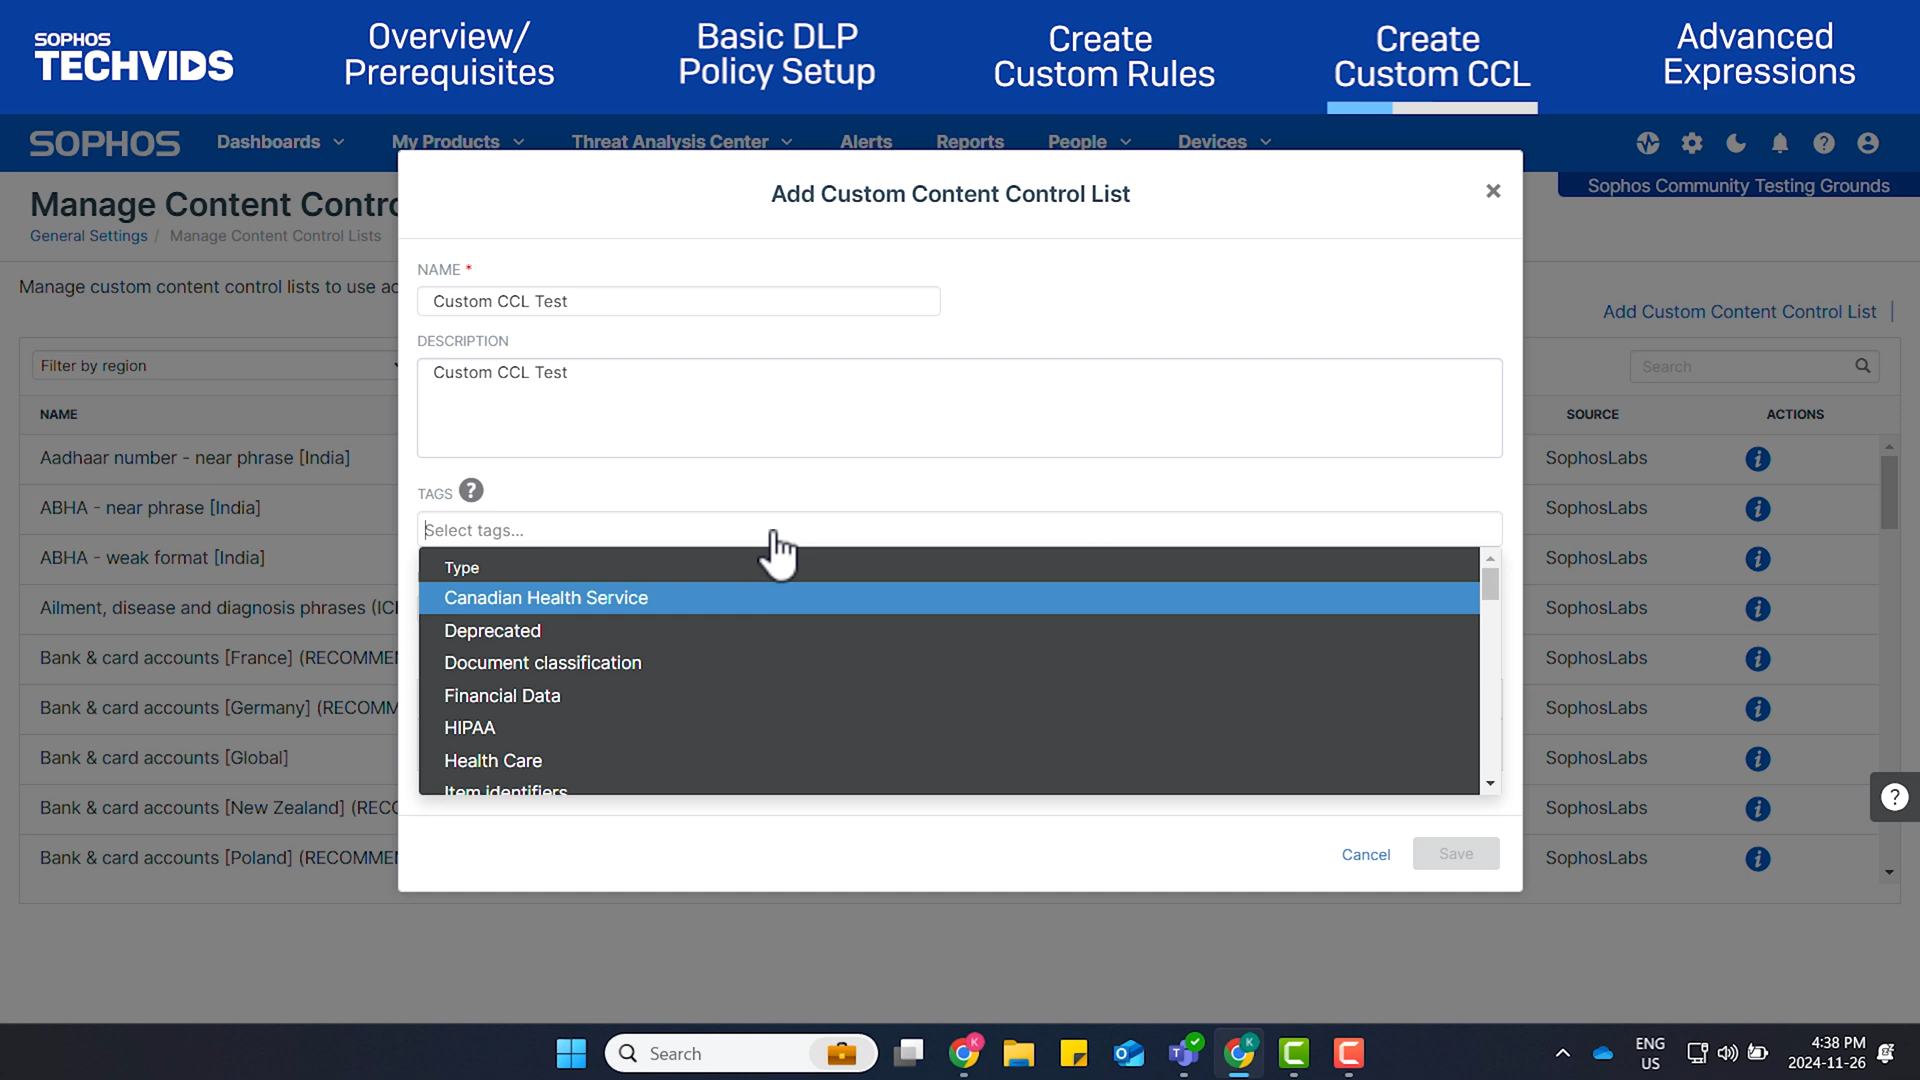 SOPHOS
TECHVIDS
Overview/
Prerequisites
Basic DLP
Policy Setup
Create
Custom Rules
Create
Custom CCL
Advanced
Expressions
SOPHOS
Dashboards
My Products
Threat Analysis Center
Alerts
Reports
People
Devices
Sophos Community Testing Grounds
Manage Content Contro
General Settings / Manage Content Control Lists
Manage custom content control lists to use ac
Add Custom Content Control List
Filter by region
Search
NAME
SOURCE
ACTIONS
Aadhaar number - near phrase [India]
SophosLabs
ABHA - near phrase [India]
SophosLabs
ABHA - weak format [India]
SophosLabs
Ailment, disease and diagnosis phrases (ICI
SophosLabs
Bank & card accounts [France] (RECOMMEI
SophosLabs
Bank & card accounts [Germany] (RECOMM
SophosLabs
Bank & card accounts [Global]
SophosLabs
Bank & card accounts [New Zealand] (RECC
SophosLabs
Bank & card accounts [Poland] (RECOMMEI
SophosLabs
Add Custom Content Control List
NAME *
Custom CCL Test
DESCRIPTION
Custom CCL Test
TAGS ?
Select tags...
Type
Canadian Health Service
Deprecated
Document classification
Financial Data
HIPAA
Health Care
Item identifiers
Cancel
Save
Search
ENG
US
4:38 PM
2024-11-26